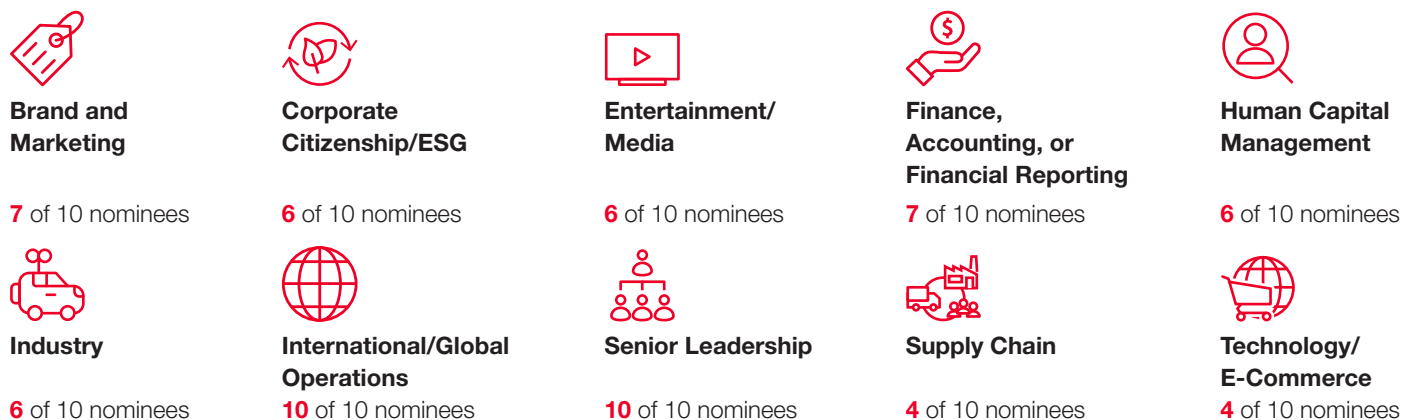 Brand and
Marketing
7 of 10 nominees
Corporate
Citizenship/ESG
6 of 10 nominees
Entertainment/
Media
6 of 10 nominees
$
Finance,
Accounting, or
Financial Reporting
7 of 10 nominees
Human Capital
Management
6 of 10 nominees
Industry
6 of 10 nominees
International/Global
Operations
10 of 10 nominees
Senior Leadership
10 of 10 nominees
Supply Chain
4 of 10 nominees
Technology/
E-Commerce
4 of 10 nominees